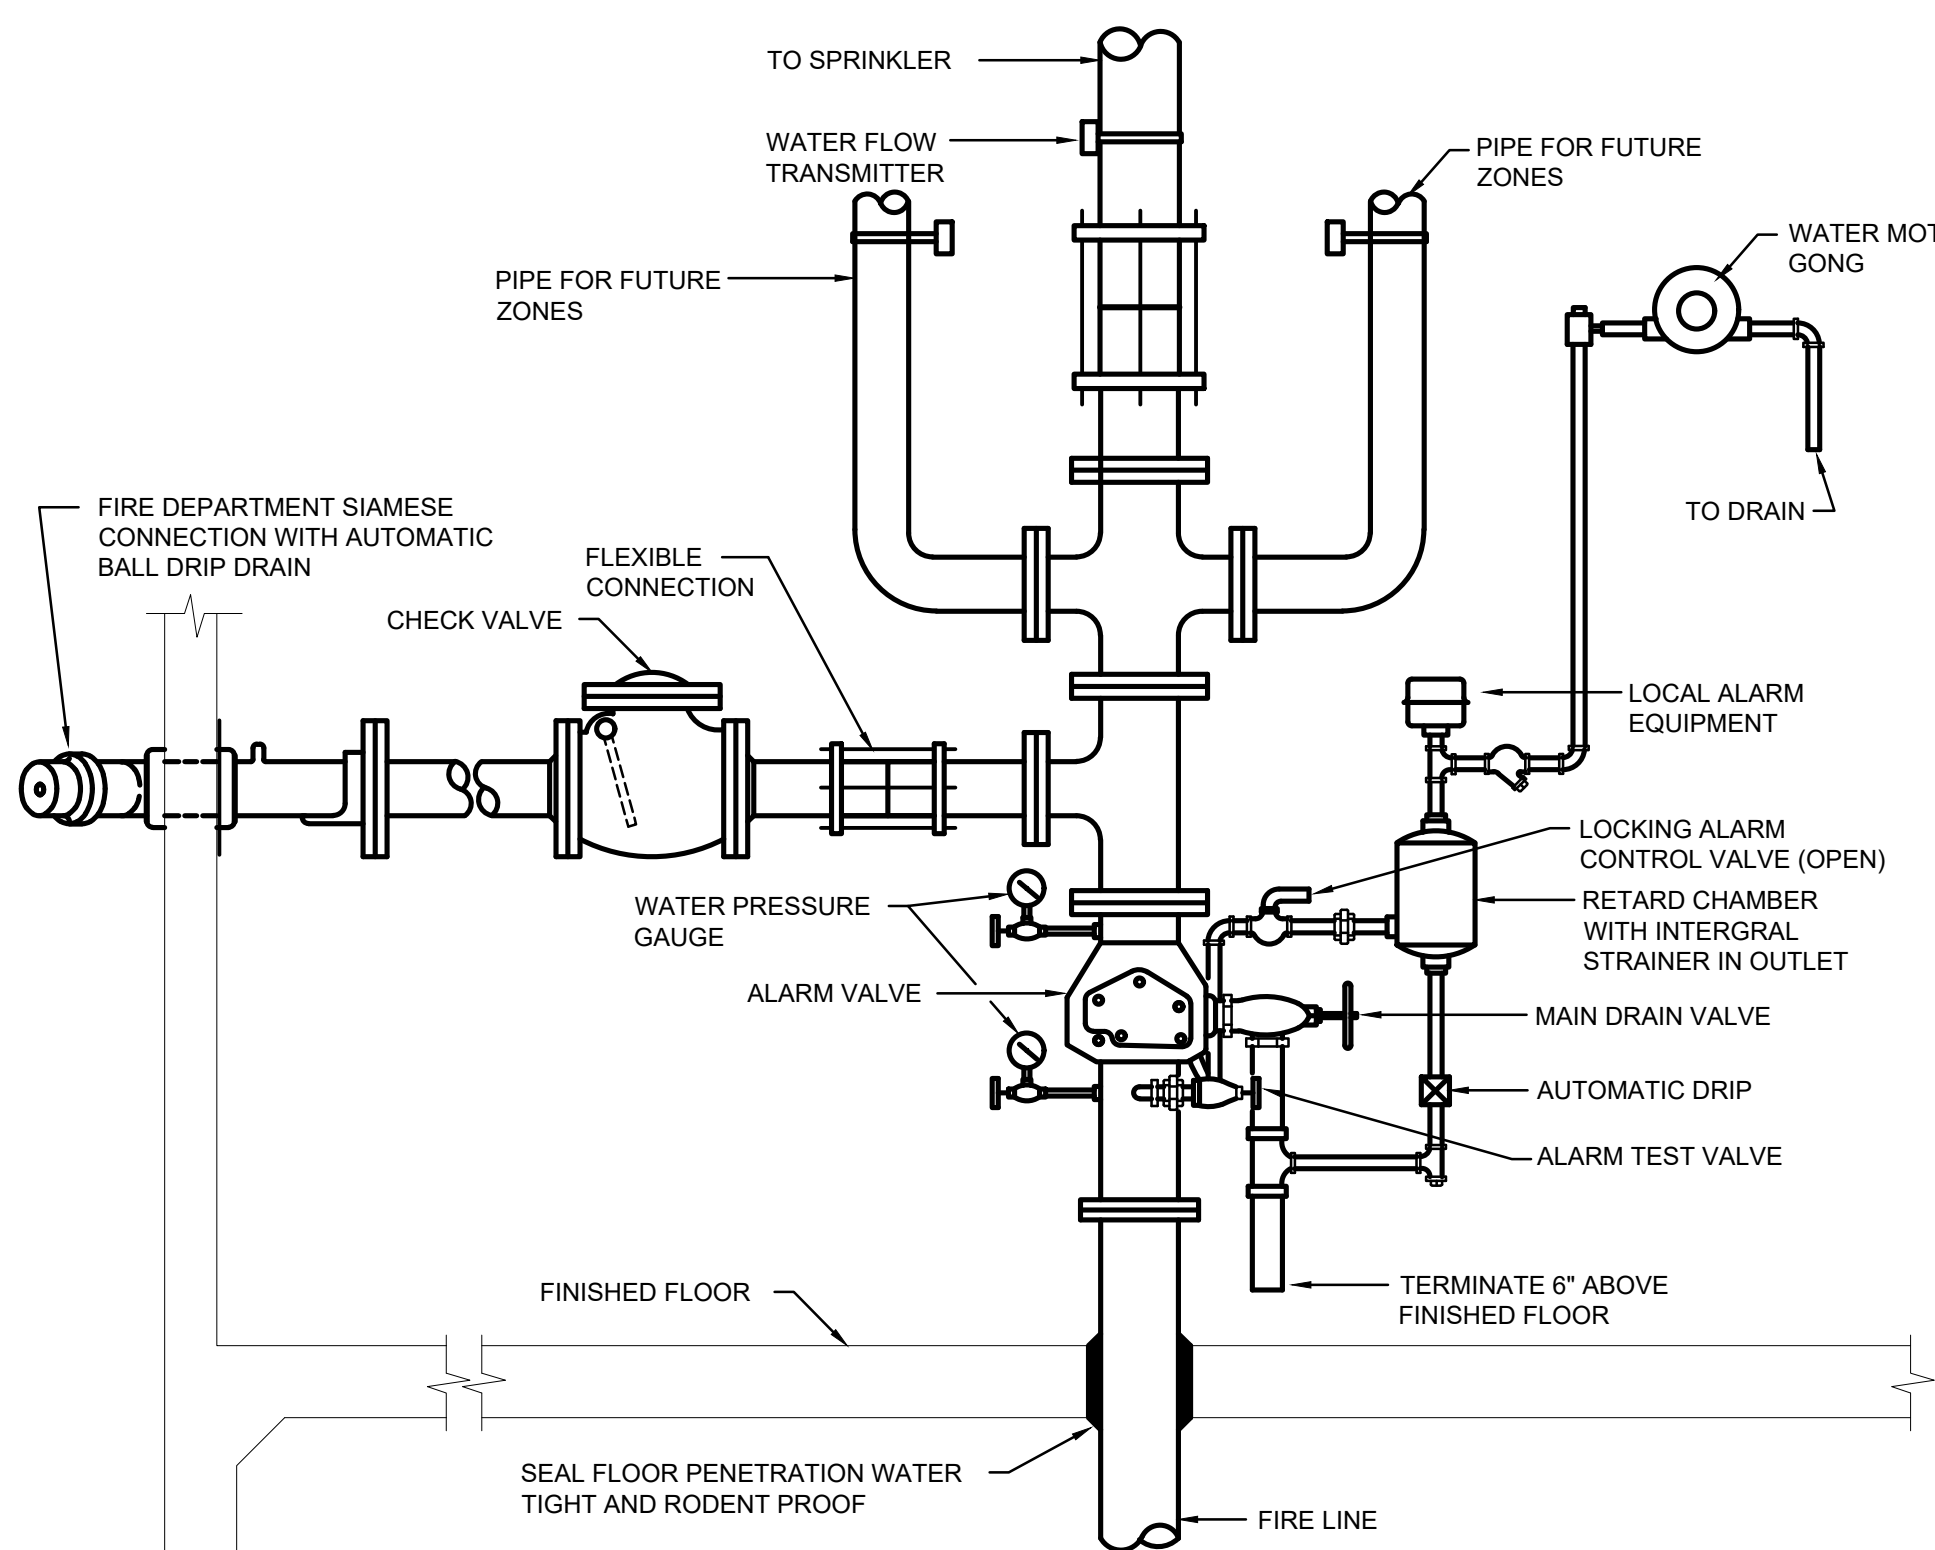 TO SPRINKLER
WATER FLOW
TRANSMITTER
PIPE FOR FUTURE
ZONES
WATER MOT
GONG
PIPE FOR FUTURE
ZONES
FIRE DEPARTMENT SIAMESE
CONNECTION WITH AUTOMATIC
BALL DRIP DRAIN
TO DRAIN
FLEXIBLE
CONNECTION
CHECK VALVE
LOCAL ALARM
EQUIPMENT
LOCKING ALARM
CONTROL VALVE (OPEN)
WATER PRESSURE
GAUGE
RETARD CHAMBER
WITH INTERGRAL
STRAINER IN OUTLET
ALARM VALVE
MAIN DRAIN VALVE
AUTOMATIC DRIP
ALARM TEST VALVE
FINISHED FLOOR
TERMINATE 6" ABOVE
FINISHED FLOOR
SEAL FLOOR PENETRATION WATER
TIGHT AND RODENT PROOF
FIRE LINE